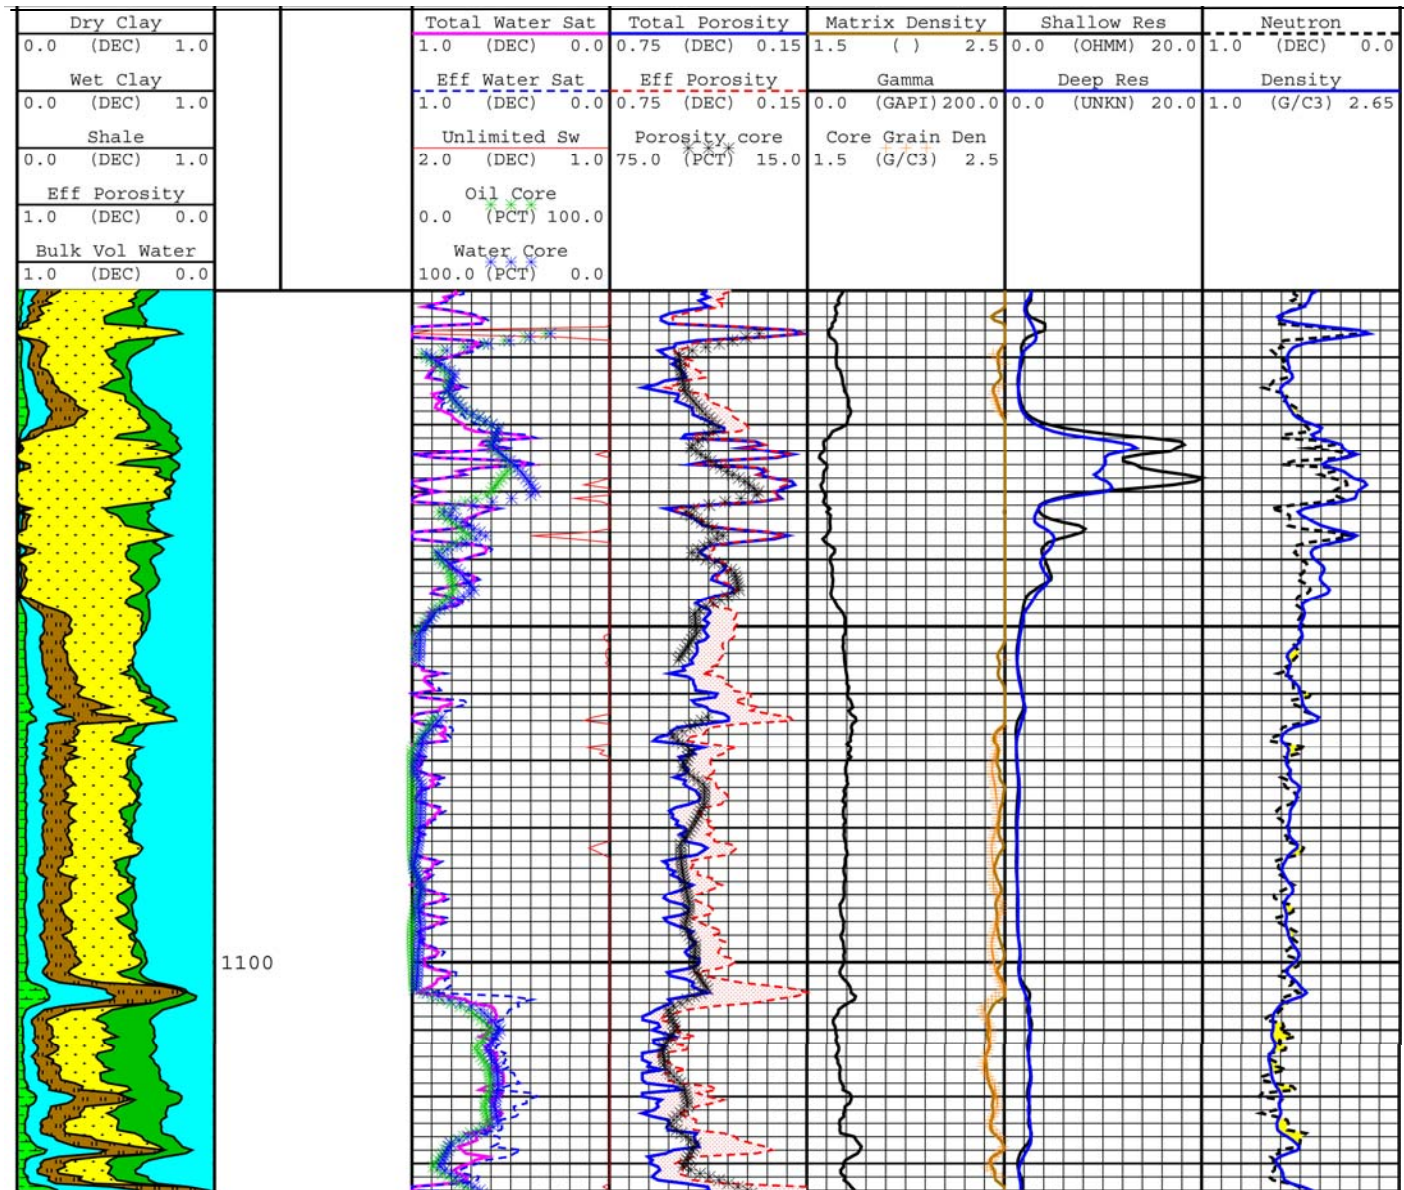 Dry Clay
0.0 (DEC) 1.0
Wet Clay
0.0 (DEC) 1.0
Shale
0.0 (DEC) 1.0
Eff Porosity
1.0 (DEC) 0.0
Bulk Vol Water
1.0 (DEC) 0.0
Total Water Sat
1.0 (DEC) 0.0
Eff Water Sat
1.0 (DEC) 0.0
Unlimited Sw
2.0 (DEC) 1.0
Oil Core
0.0 (PCT) 100.0
Water Core
100.0 (PCT) 0.0
Total Porosity
0.75 (DEC) 0.15
Eff Porosity
0.75 (DEC) 0.15
Porosity core
75.0 (PCT) 15.0
Matrix Density
1.5 ( ) 2.5
Gamma
0.0 (GAPI) 200.0
Core Grain Den
1.5 (G/C3) 2.5
Shallow Res
0.0 (OHMM) 20.0
Deep Res
0.0 (UNKN) 20.0
Neutron
1.0 (DEC) 0.0
Density
1.0 (G/C3) 2.65
1100